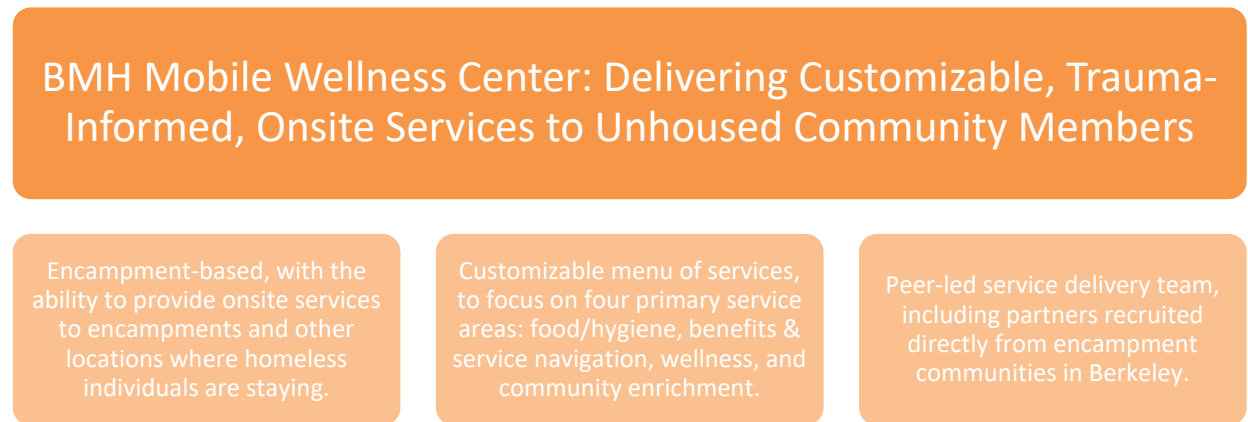 BMH Mobile Wellness Center: Delivering Customizable, Trauma-
Informed, Onsite Services to Unhoused Community Members
Encampment-based, with the
ability to provide onsite services
to encampments and other
locations where homeless
individuals are staying.
Customizable menu of services,
to focus on four primary service
areas: food/hygiene, benefits &
service navigation, wellness, and
community enrichment.
Peer-led service delivery team,
including partners recruited
directly from encampment
communities in Berkeley.